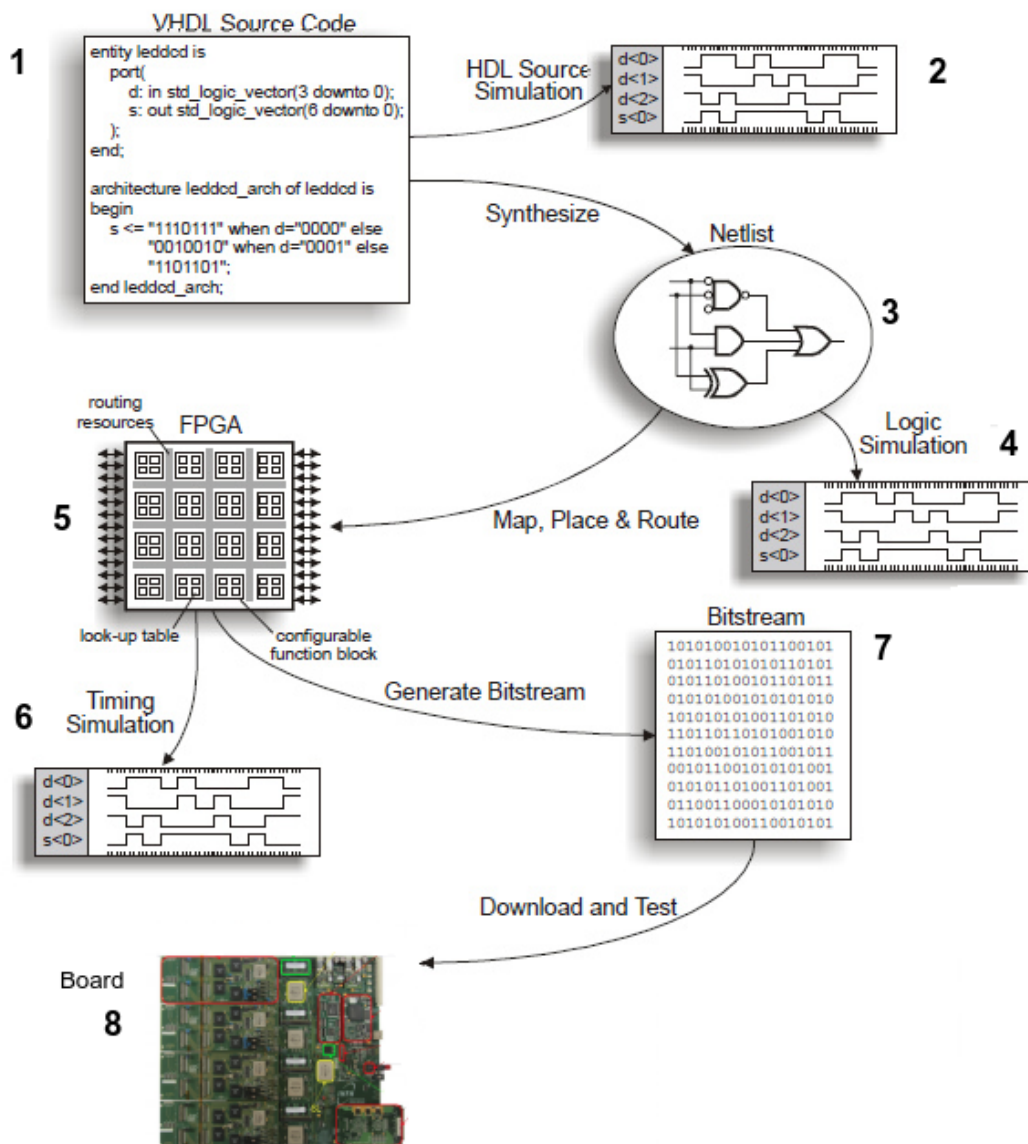 VHDL Source Code
1
entity leddcd is
port(
d: in std_logic_vector(3 downto 0);
s: out std_logic_vector(6 downto 0);
);
end;
architecture leddcd_arch of leddcd is
begin
s <= "1110111" when d="0000" else
"0010010" when d="0001" else
"1101101";
end leddcd_arch;
HDL Source
Simulation
d<0>
d<1>
d<2>
s<0>
2
Synthesize
Netlist
3
Logic
Simulation
4
d<0>
d<1>
d<2>
s<0>
Map, Place & Route
routing
resources
FPGA
5
look-up table
configurable
function block
6
Timing
Simulation
d<0>
d<1>
d<2>
s<0>
Generate Bitstream
Bitstream
7
101010010101100101
010110101010110101
010110100101101011
010101001010101010
101010101001101010
110110110101001010
110100101011001011
001011001010101001
010101101001101001
011001100010101010
101010100110010101
Download and Test
Board
8